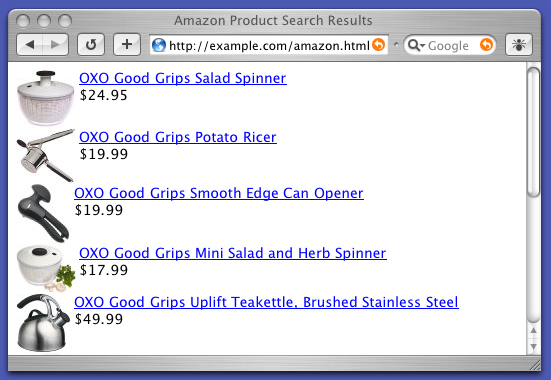 Amazon Product Search Results
http://example.com/amazon.html
Google
OXO Good Grips Salad Spinner
$24.95
OXO Good Grips Potato Ricer
$19.99
OXO Good Grips Smooth Edge Can Opener
$19.99
OXO Good Grips Mini Salad and Herb Spinner
$17.99
OXO Good Grips Uplift Teakettle, Brushed Stainless Steel
$49.99